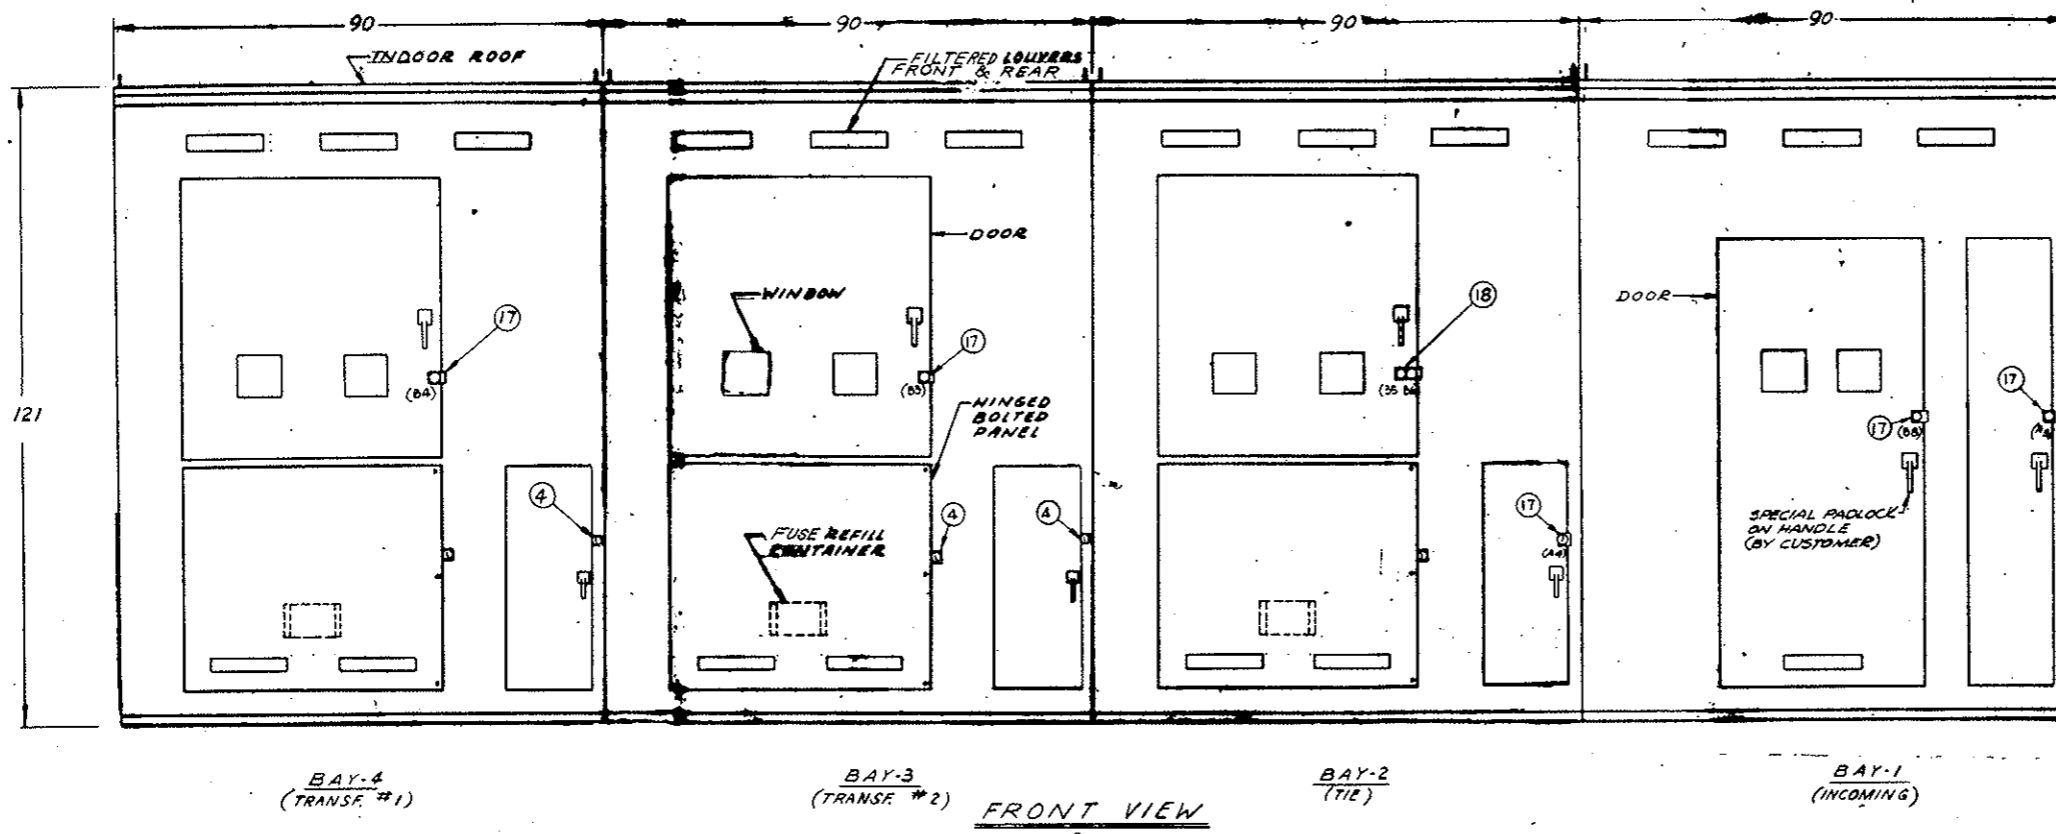 90 90 90 90
INDOOR ROOF
FILTERED LOUVERS
FRONT & REAR
DOOR
WINDOW
DOOR
17
17
18
17
17
(B4)
(B3)
(B8)
121
HINGED
BOLTED
PANEL
4
4
4
17
(A4)
FUSE REFILL
CONTAINER
SPECIAL PADLOCK
ON HANDLE
(BY CUSTOMER)
BAY-4
(TRANSF. #1)
BAY-3
(TRANSF. #2)
BAY-2
(TIE)
BAY-1
(INCOMING)
FRONT VIEW